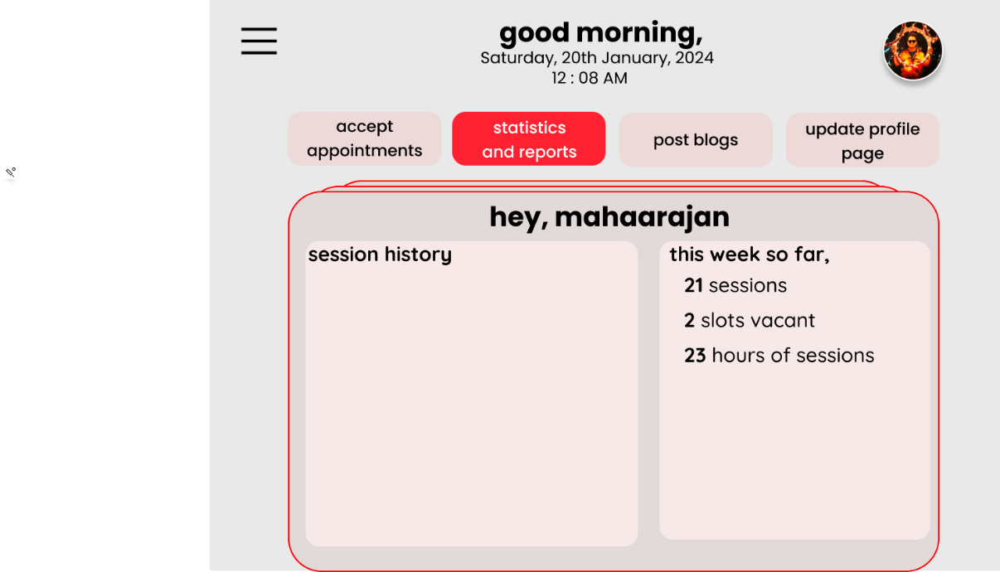 good morning,
Saturday, 20th January, 2024
12 : 08 AM
accept
appointments
statistics
and reports
post blogs
update profile
page
hey, mahaarajan
session history
this week so far,
21 sessions
2 slots vacant
23 hours of sessions